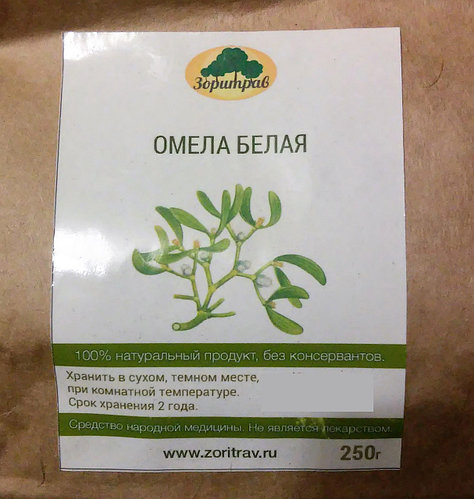 Зоритрав
ОМЕЛА БЕЛАЯ
100% натуральный продукт, без консервантов.
Хранить в сухом, темном месте,
при комнатной температуре.
Срок хранения 2 года.
Средство народной медицины. Не является лекарством.
www.zoritrav.ru 250г